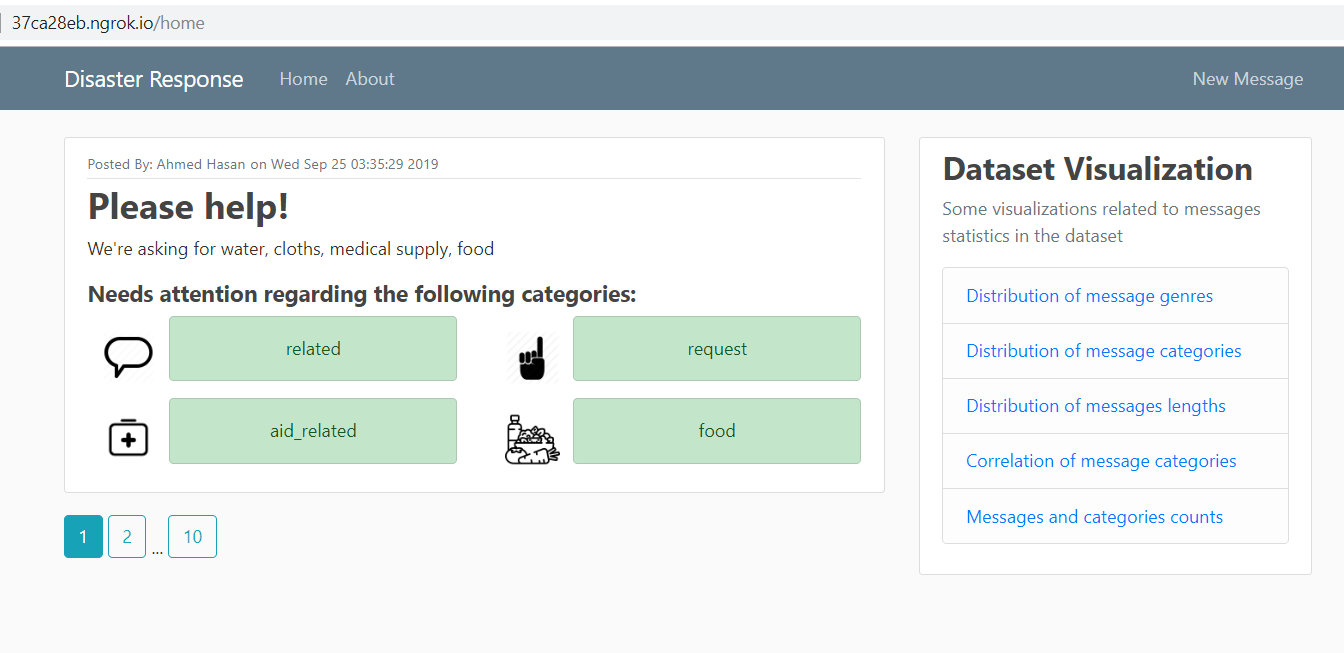 37ca28eb.ngrok.io/home
Disaster Response Home About New Message
Posted By: Ahmed Hasan on Wed Sep 25 03:35:29 2019
Please help!
We're asking for water, cloths, medical supply, food
Needs attention regarding the following categories:
related request
aid_related food
1 2 ... 10
Dataset Visualization
Some visualizations related to messages
statistics in the dataset
Distribution of message genres
Distribution of message categories
Distribution of messages lengths
Correlation of message categories
Messages and categories counts